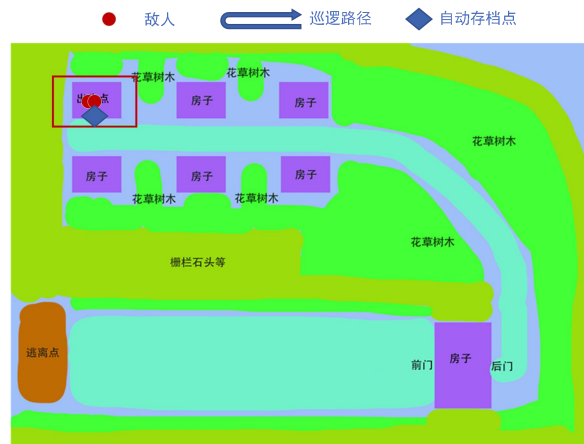 敌人 巡逻路径 自动存档点
花草树木 花草树木
房子 房子
花草树木
房子 房子 房子
花草树木 花草树木
花草树木
栅栏石头等
逃离点 前门 房子 后门